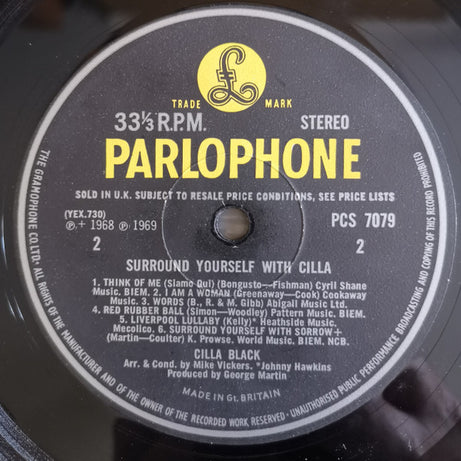 TRADE MARK
33⅓ R.P.M. STEREO
PARLOPHONE
SOLD IN U.K. SUBJECT TO RESALE PRICE CONDITIONS, SEE PRICE LISTS
(YEX.730) PCS 7079
℗+ 1968 ℗ 1969
2 2
SURROUND YOURSELF WITH CILLA
1. THINK OF ME (Siamo Qui) (Bongusto—Fishman) Cyril Shane
Music. BIEM. 2. I AM A WOMAN (Greenaway—Cook) Cookaway
Music. 3. WORDS (B., R. & M. Gibb) Abigail Music Ltd.
4. RED RUBBER BALL (Simon—Woodley) Pattern Music. BIEM.
5. LIVERPOOL LULLABY (Kelly)* Heathside Music.
Mecolico. 6. SURROUND YOURSELF WITH SORROW+
(Martin—Coulter) K. Prowse. World Music. BIEM. NCB.
CILLA BLACK
Arr. & Cond. by Mike Vickers. *Johnny Hawkins
Produced by George Martin
MADE IN Gt. BRITAIN
THE GRAMOPHONE CO.LTD. ALL RIGHTS OF THE MANUFACTURER AND OF THE OWNER OF THE RECORDED WORK RESERVED · UNAUTHORISED PUBLIC PERFORMANCE BROADCASTING AND COPYING OF THIS RECORD PROHIBITED